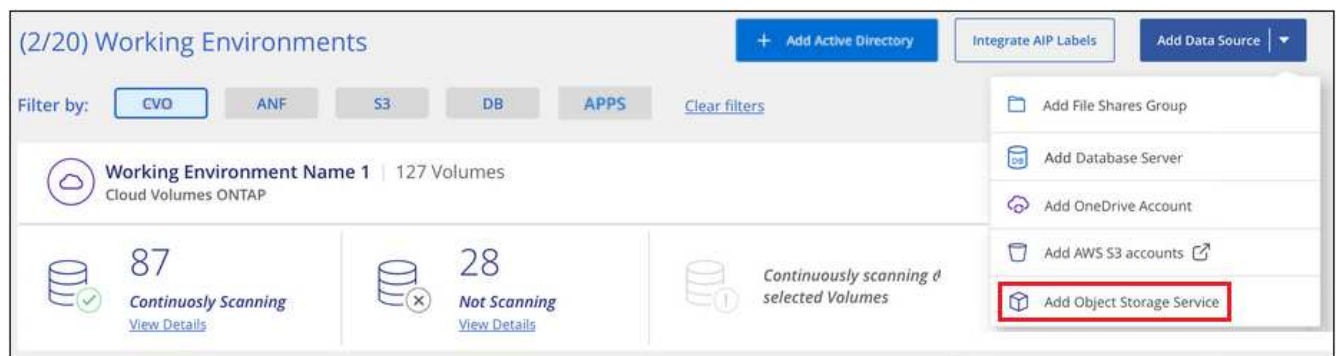 (2/20) Working Environments
+ Add Active Directory
Integrate AIP Labels
Add Data Source
Filter by:
CVO
ANF
S3
DB
APPS
Clear filters
Add File Shares Group
DB
Add Database Server
Add OneDrive Account
Add AWS S3 accounts
Add Object Storage Service
Working Environment Name 1 | 127 Volumes
Cloud Volumes ONTAP
87
Continuosly Scanning
View Details
28
Not Scanning
View Details
Continuously scanning
selected Volumes